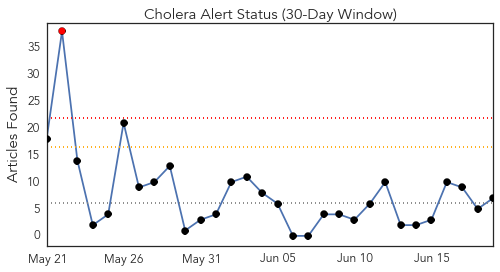 Cholera Alert Status (30-Day Window)
Articles Found
35
30
25
20
15
10
5
0
May 21 May 26 May 31 Jun 05 Jun 10 Jun 15